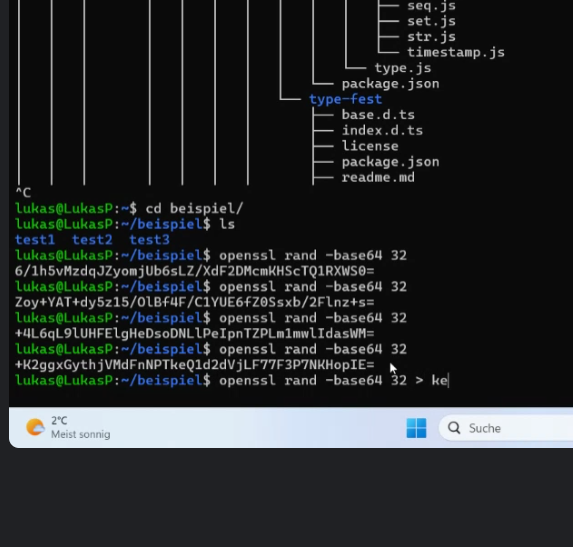 seq.js
set.js
str.js
timestamp.js
type.js
package.json
type-fest
base.d.ts
index.d.ts
license
package.json
readme.md
^C
lukas@LukasP:~$ cd beispiel/
lukas@LukasP:~/beispiel$ ls
test1 test2 test3
lukas@LukasP:~/beispiel$ openssl rand -base64 32
6/1h5vMzdqJZyomjUb6sLZ/XdF2DMcmKHScTQ1RXWS0=
lukas@LukasP:~/beispiel$ openssl rand -base64 32
Zoy+YAT+dy5z15/OlBf4F/C1YUE6fZ0Ssxb/2Flnz+s=
lukas@LukasP:~/beispiel$ openssl rand -base64 32
+4L6qL9lUHFElgHeDsoDNLlPeIpnTZPLm1mwlIdasWM=
lukas@LukasP:~/beispiel$ openssl rand -base64 32
+K2ggxGythjVMdFnNPTkeQ1d2dVjLF77F3P7NKHopIE=
lukas@LukasP:~/beispiel$ openssl rand -base64 32 > ke
2°C
Meist sonnig
Suche